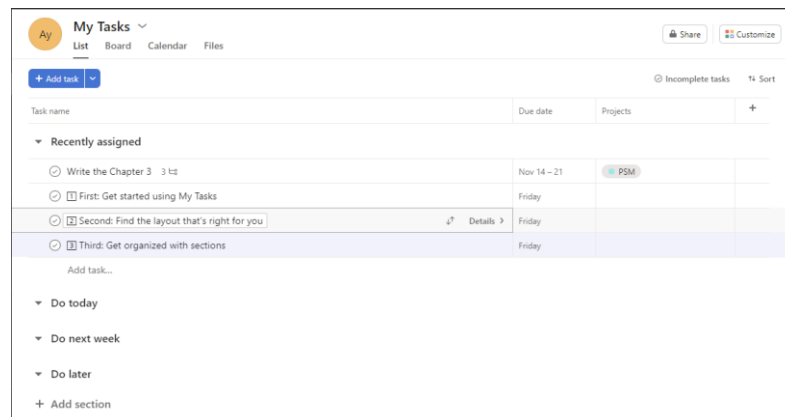 Ay
My Tasks
List Board Calendar Files
Share
Customize
+ Add task
Incomplete tasks
Sort
Task name Due date Projects +
Recently assigned
Write the Chapter 3 3 Nov 14 – 21 PSM
1 First: Get started using My Tasks Friday
2 Second: Find the layout that's right for you Details > Friday
3 Third: Get organized with sections Friday
Add task...
Do today
Do next week
Do later
+ Add section